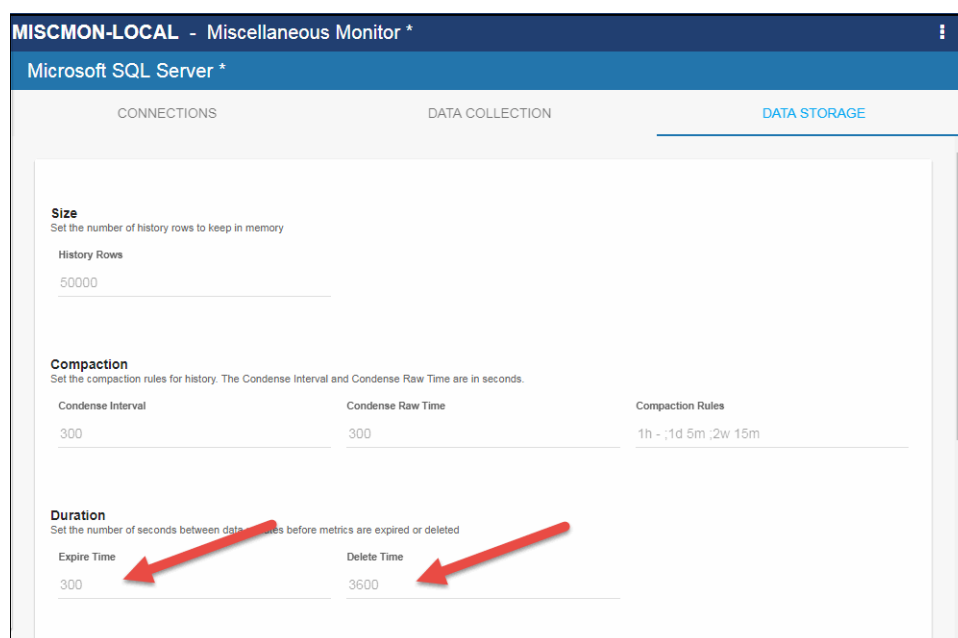 MISCMON-LOCAL - Miscellaneous Monitor *
Microsoft SQL Server *
CONNECTIONS DATA COLLECTION DATA STORAGE
Size
Set the number of history rows to keep in memory
History Rows
50000
Compaction
Set the compaction rules for history. The Condense Interval and Condense Raw Time are in seconds.
Condense Interval Condense Raw Time Compaction Rules
300 300 1h - ;1d 5m ;2w 15m
Duration
Set the number of seconds between data before metrics are expired or deleted
Expire Time Delete Time
300 3600